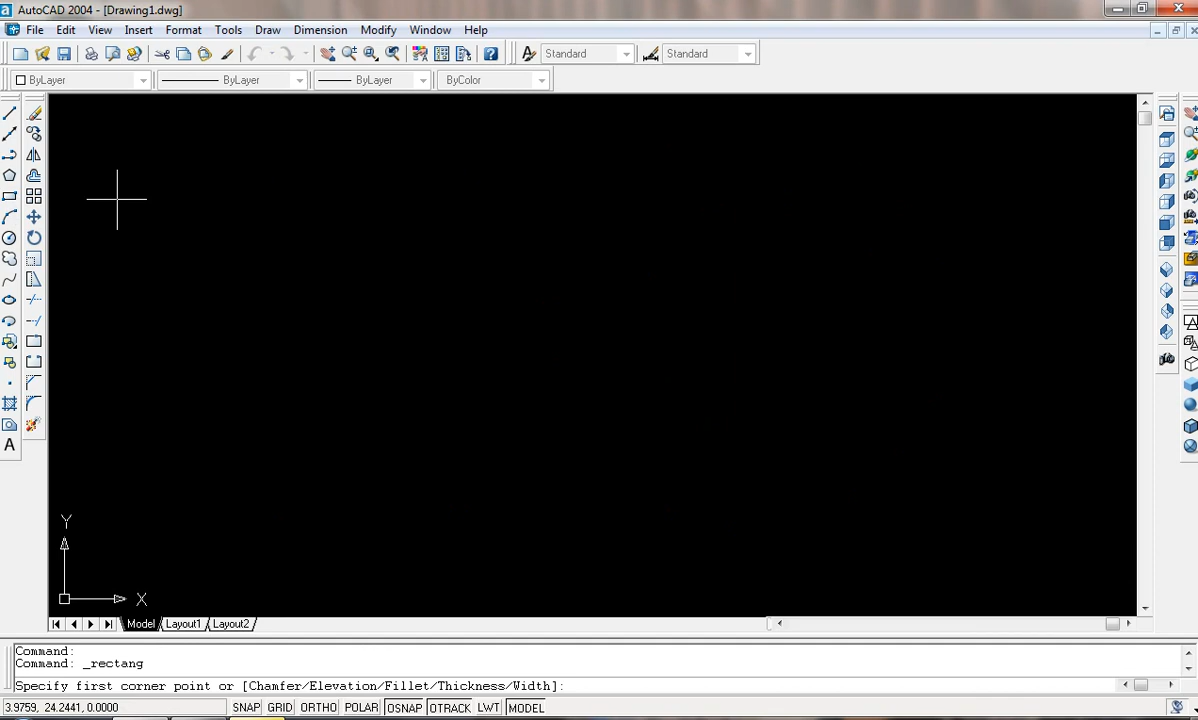 AutoCAD 2004 - [Drawing1.dwg]
File Edit View Insert Format Tools Draw Dimension Modify Window Help
Standard Standard
ByLayer ByLayer ByLayer ByColor
A
Y
X
Model Layout1 Layout2
Command:
Command: _rectang
Specify first corner point or [Chamfer/Elevation/Fillet/Thickness/Width]:
3.9759, 24.2441, 0.0000 SNAP GRID ORTHO POLAR OSNAP OTRACK LWT MODEL